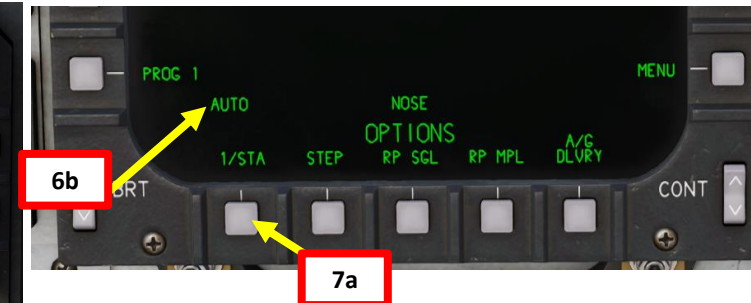 PROG 1
MENU
AUTO
NOSE
OPTIONS
A/G
1/STA STEP RP SGL RP MPL DLVRY
6b
BRT
CONT
7a